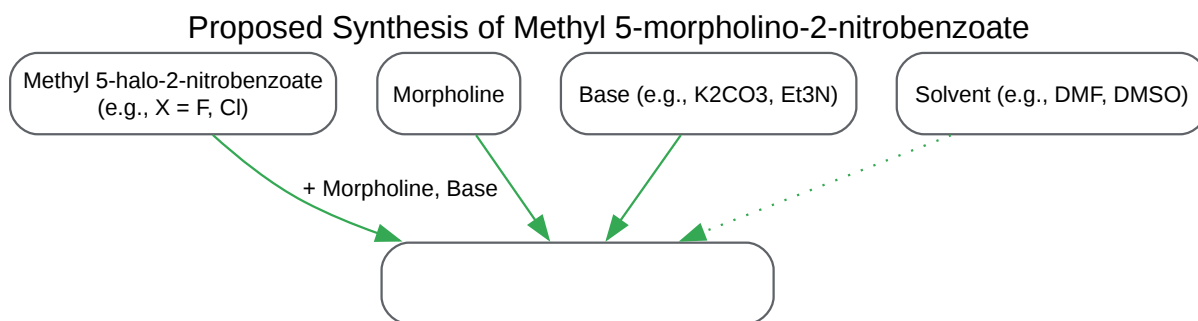 Proposed Synthesis of Methyl 5-morpholino-2-nitrobenzoate
Methyl 5-halo-2-nitrobenzoate
(e.g., X = F, Cl)
Morpholine
Base (e.g., K2CO3, Et3N)
Solvent (e.g., DMF, DMSO)
+ Morpholine, Base